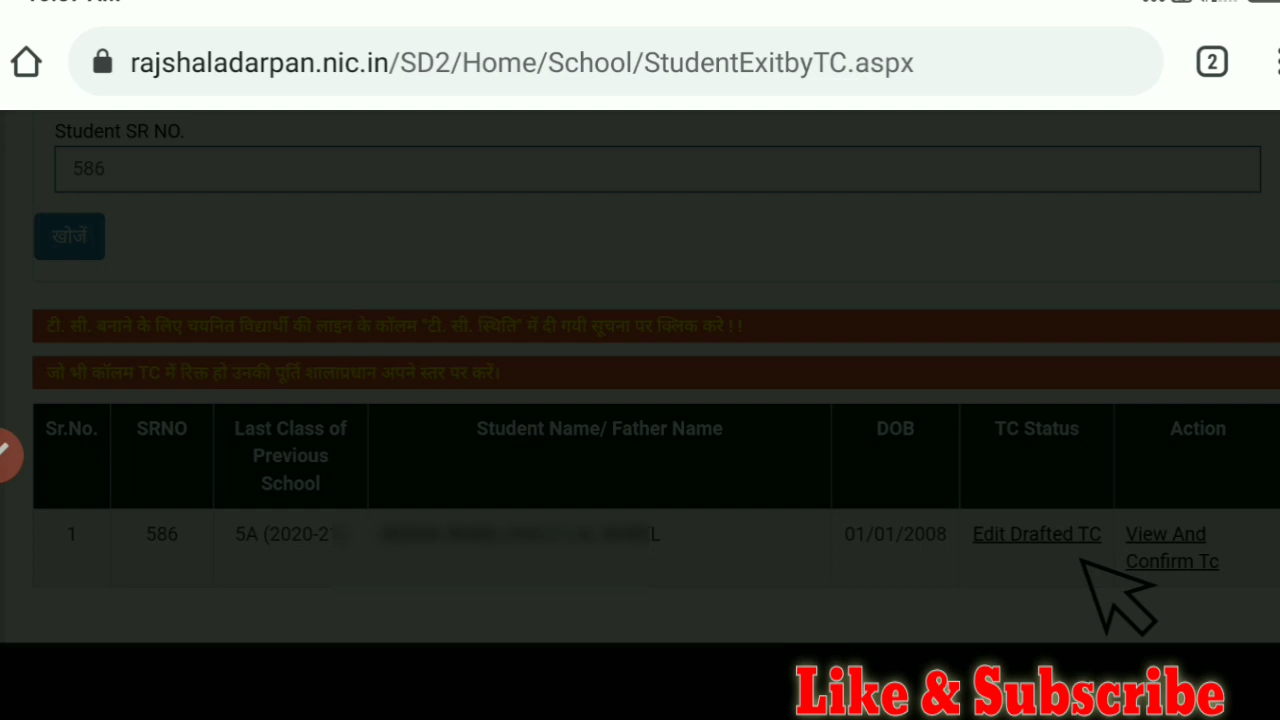 rajshaladarpan.nic.in/SD2/Home/School/StudentExitbyTC.aspx
2
Student SR NO.
586
खोजें
टी. सी. बनाने के लिए चयनित विद्यार्थी की लाइन के कॉलम "टी. सी. स्थिति" में दी गयी सूचना पर क्लिक करे ! !
जो भी कॉलम TC में रिक्त हो उनकी पूर्ति शालाप्रधान अपने स्तर पर करें।
Sr.No. SRNO Last Class of Previous School Student Name/ Father Name DOB TC Status Action
1 586 5A (2020-21 L 01/01/2008 Edit Drafted TC View And Confirm Tc
Like & Subscribe